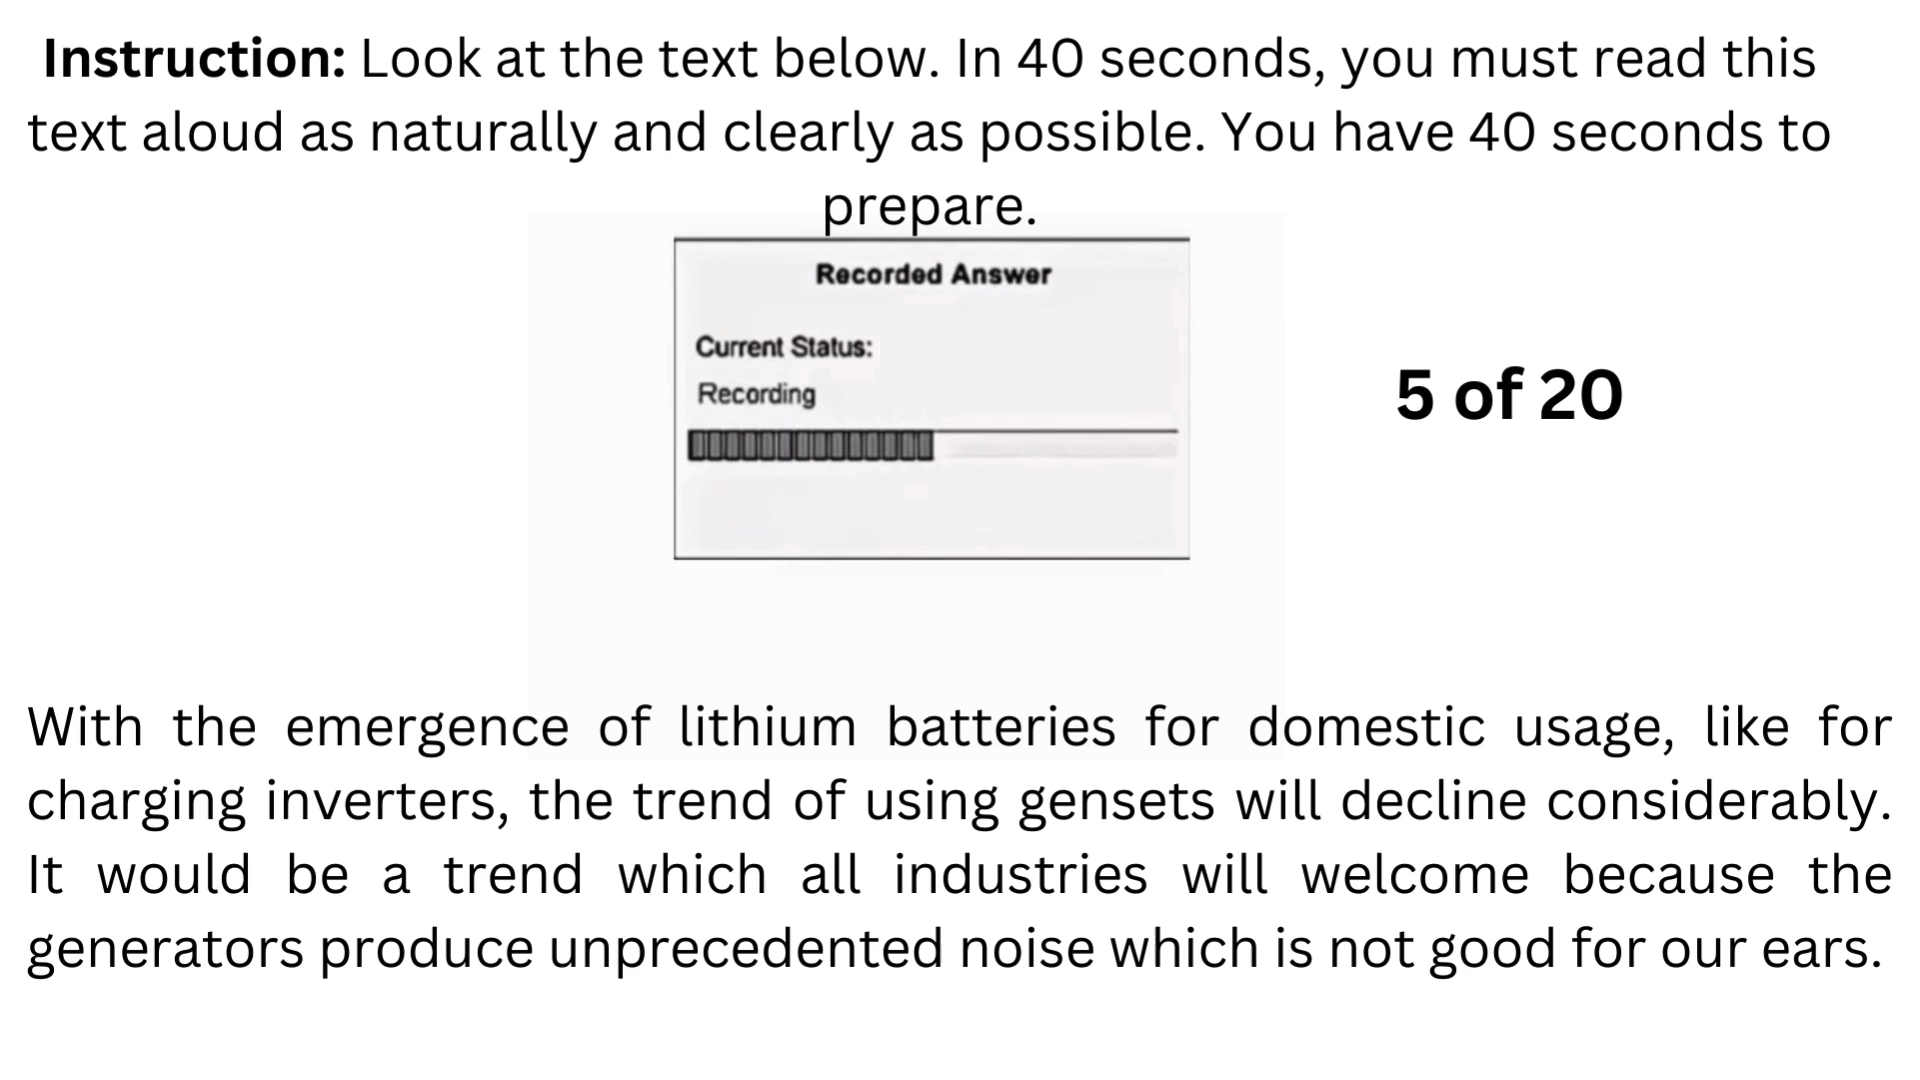 Instruction: Look at the text below. In 40 seconds, you must read this
text aloud as naturally and clearly as possible. You have 40 seconds to
prepare.
Recorded Answer
Current Status:
Recording
5 of 20
With the emergence of lithium batteries for domestic usage, like for
charging inverters, the trend of using gensets will decline considerably.
It would be a trend which all industries will welcome because the
generators produce unprecedented noise which is not good for our ears.